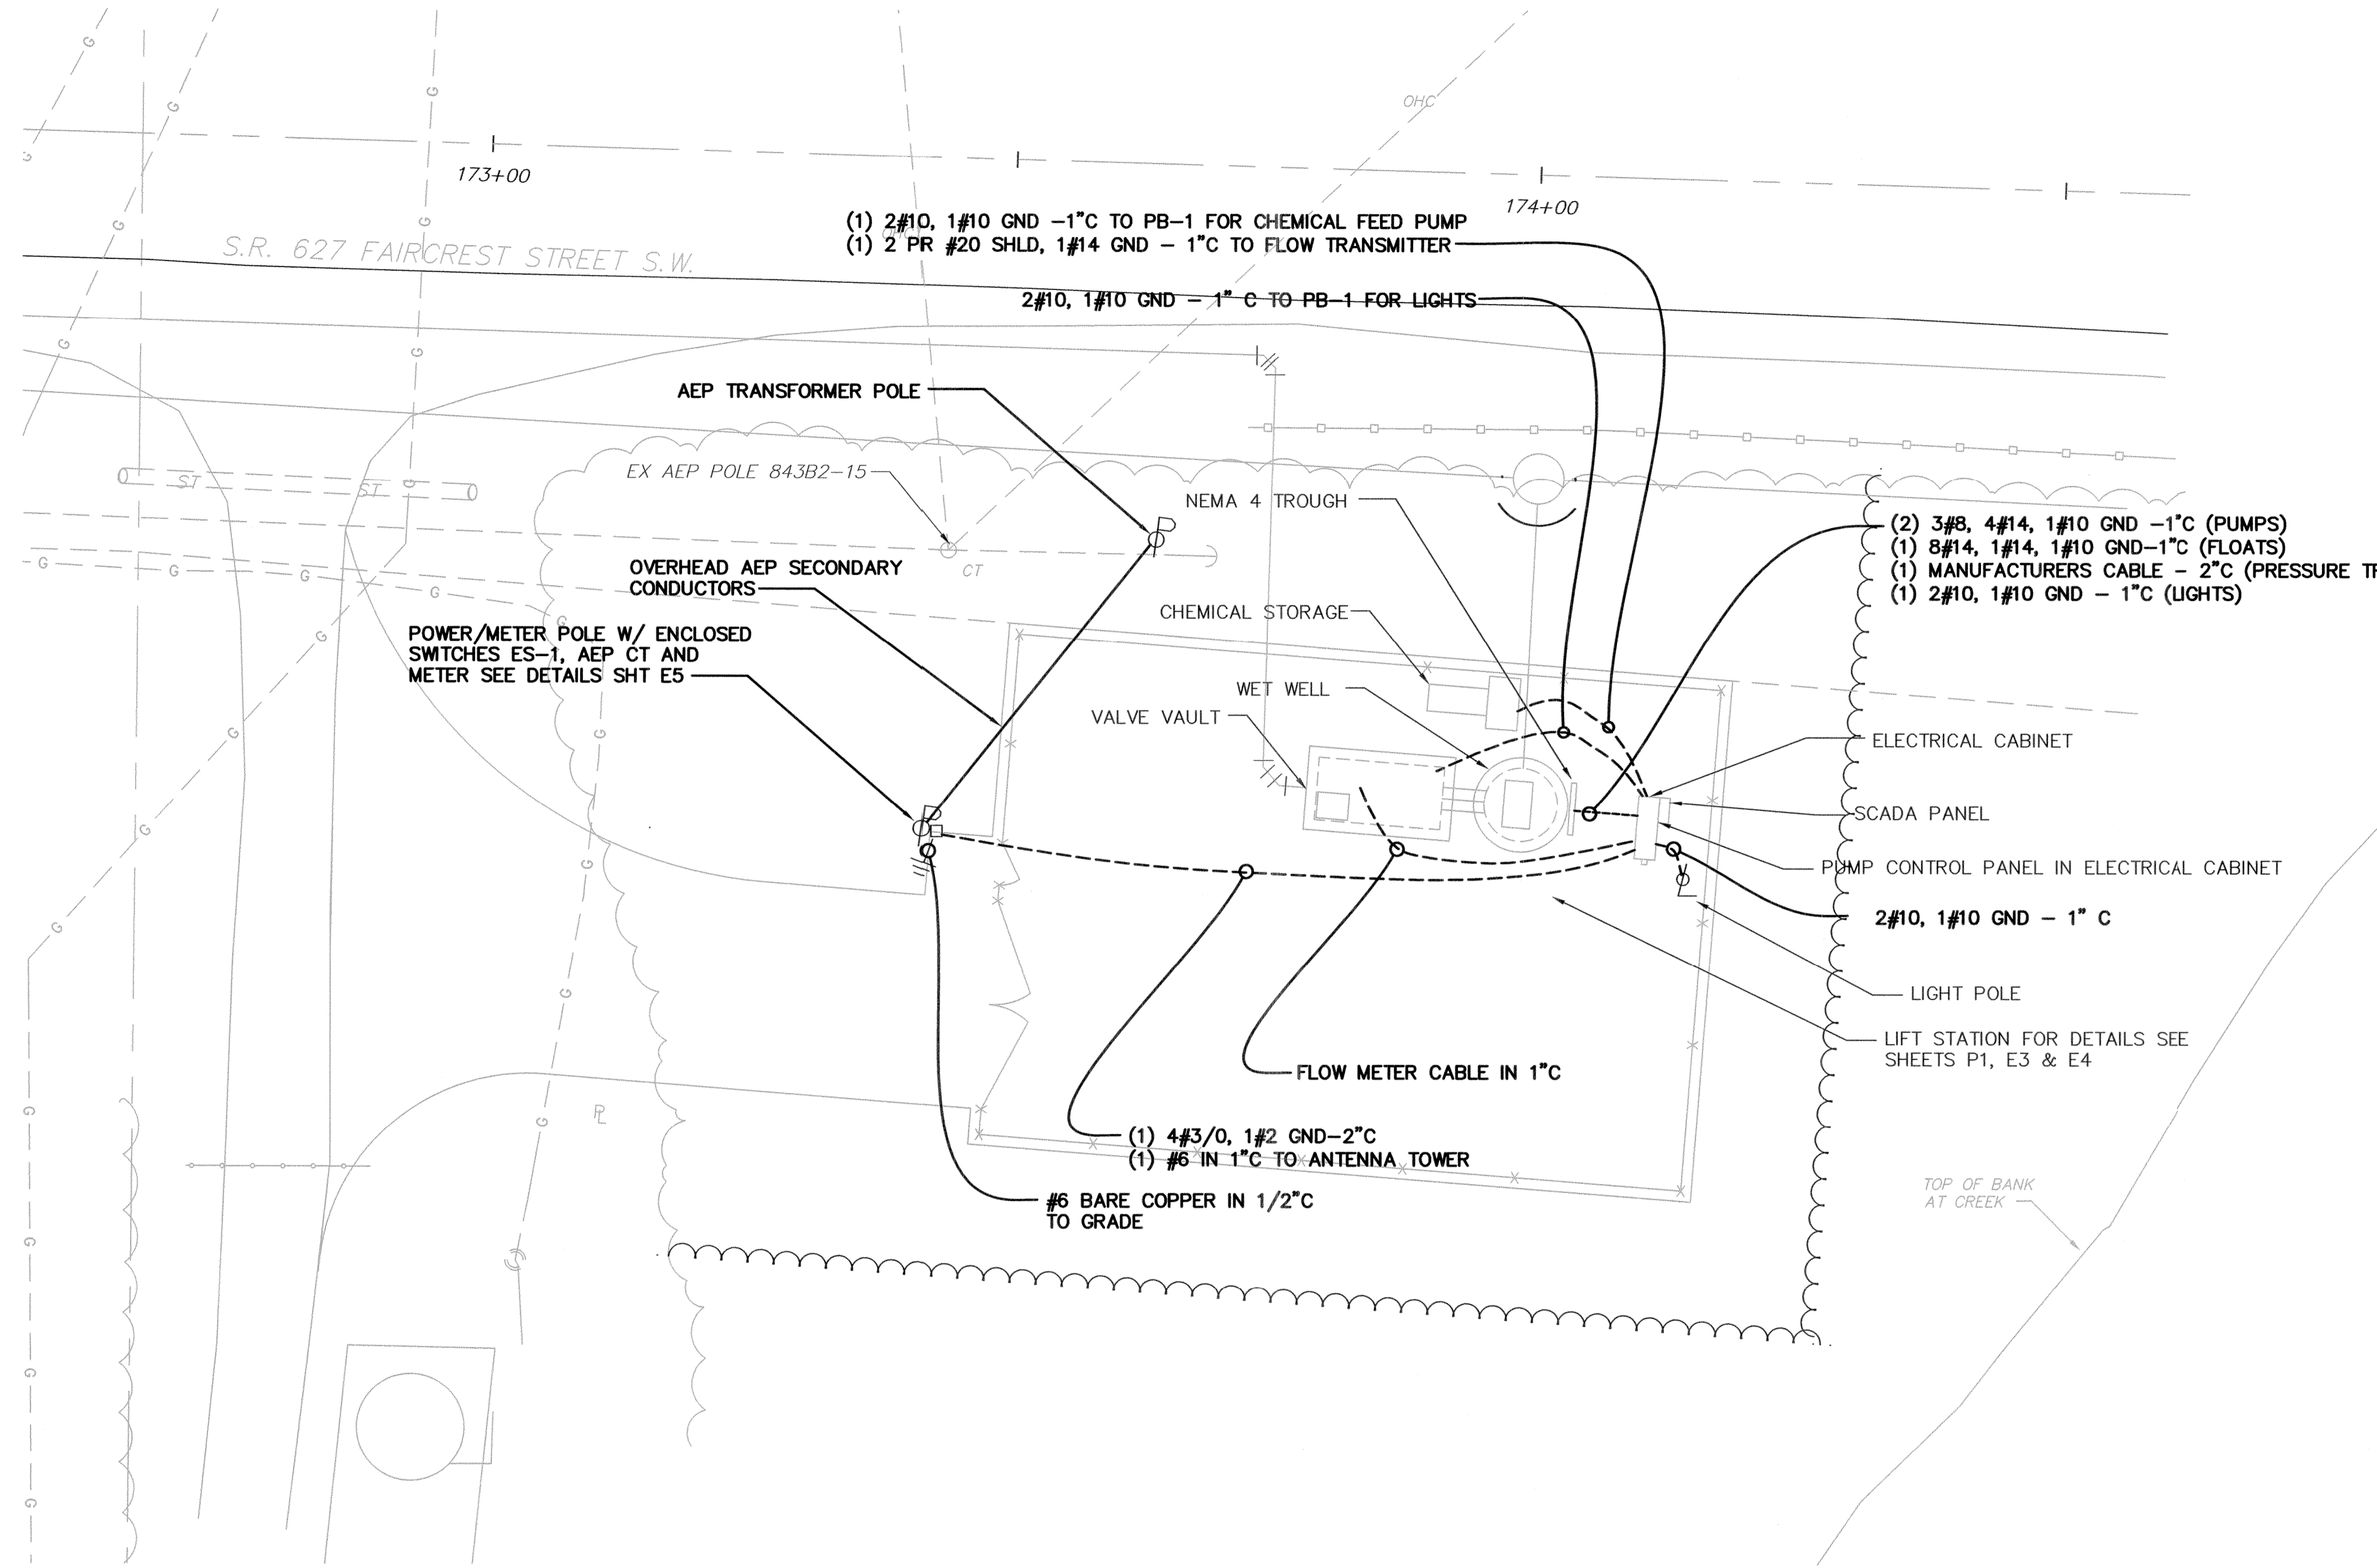 OHC
173+00
174+00
(1) 2#10, 1#10 GND -1"C TO PB-1 FOR CHEMICAL FEED PUMP
(1) 2 PR #20 SHLD, 1#14 GND - 1"C TO FLOW TRANSMITTER
S.R. 627 FAIRCREST STREET S.W.
2#10, 1#10 GND - 1" C TO PB-1 FOR LIGHTS
AEP TRANSFORMER POLE
EX AEP POLE 843B2-15
ST
ST
NEMA 4 TROUGH
(2) 3#8, 4#14, 1#10 GND -1"C (PUMPS)
(1) 8#14, 1#14, 1#10 GND-1"C (FLOATS)
(1) MANUFACTURERS CABLE - 2"C (PRESSURE
(1) 2#10, 1#10 GND - 1"C (LIGHTS)
CT
OVERHEAD AEP SECONDARY
CONDUCTORS
CHEMICAL STORAGE
POWER/METER POLE W/ ENCLOSED
SWITCHES ES-1, AEP CT AND
METER SEE DETAILS SHT E5
WET WELL
VALVE VAULT
ELECTRICAL CABINET
SCADA PANEL
PUMP CONTROL PANEL IN ELECTRICAL CABINET
2#10, 1#10 GND - 1" C
LIGHT POLE
LIFT STATION FOR DETAILS SEE
SHEETS P1, E3 & E4
FLOW METER CABLE IN 1"C
(1) 4#3/0, 1#2 GND-2"C
(1) #6 IN 1"C TO ANTENNA TOWER
#6 BARE COPPER IN 1/2"C
TO GRADE
TOP OF BANK
AT CREEK